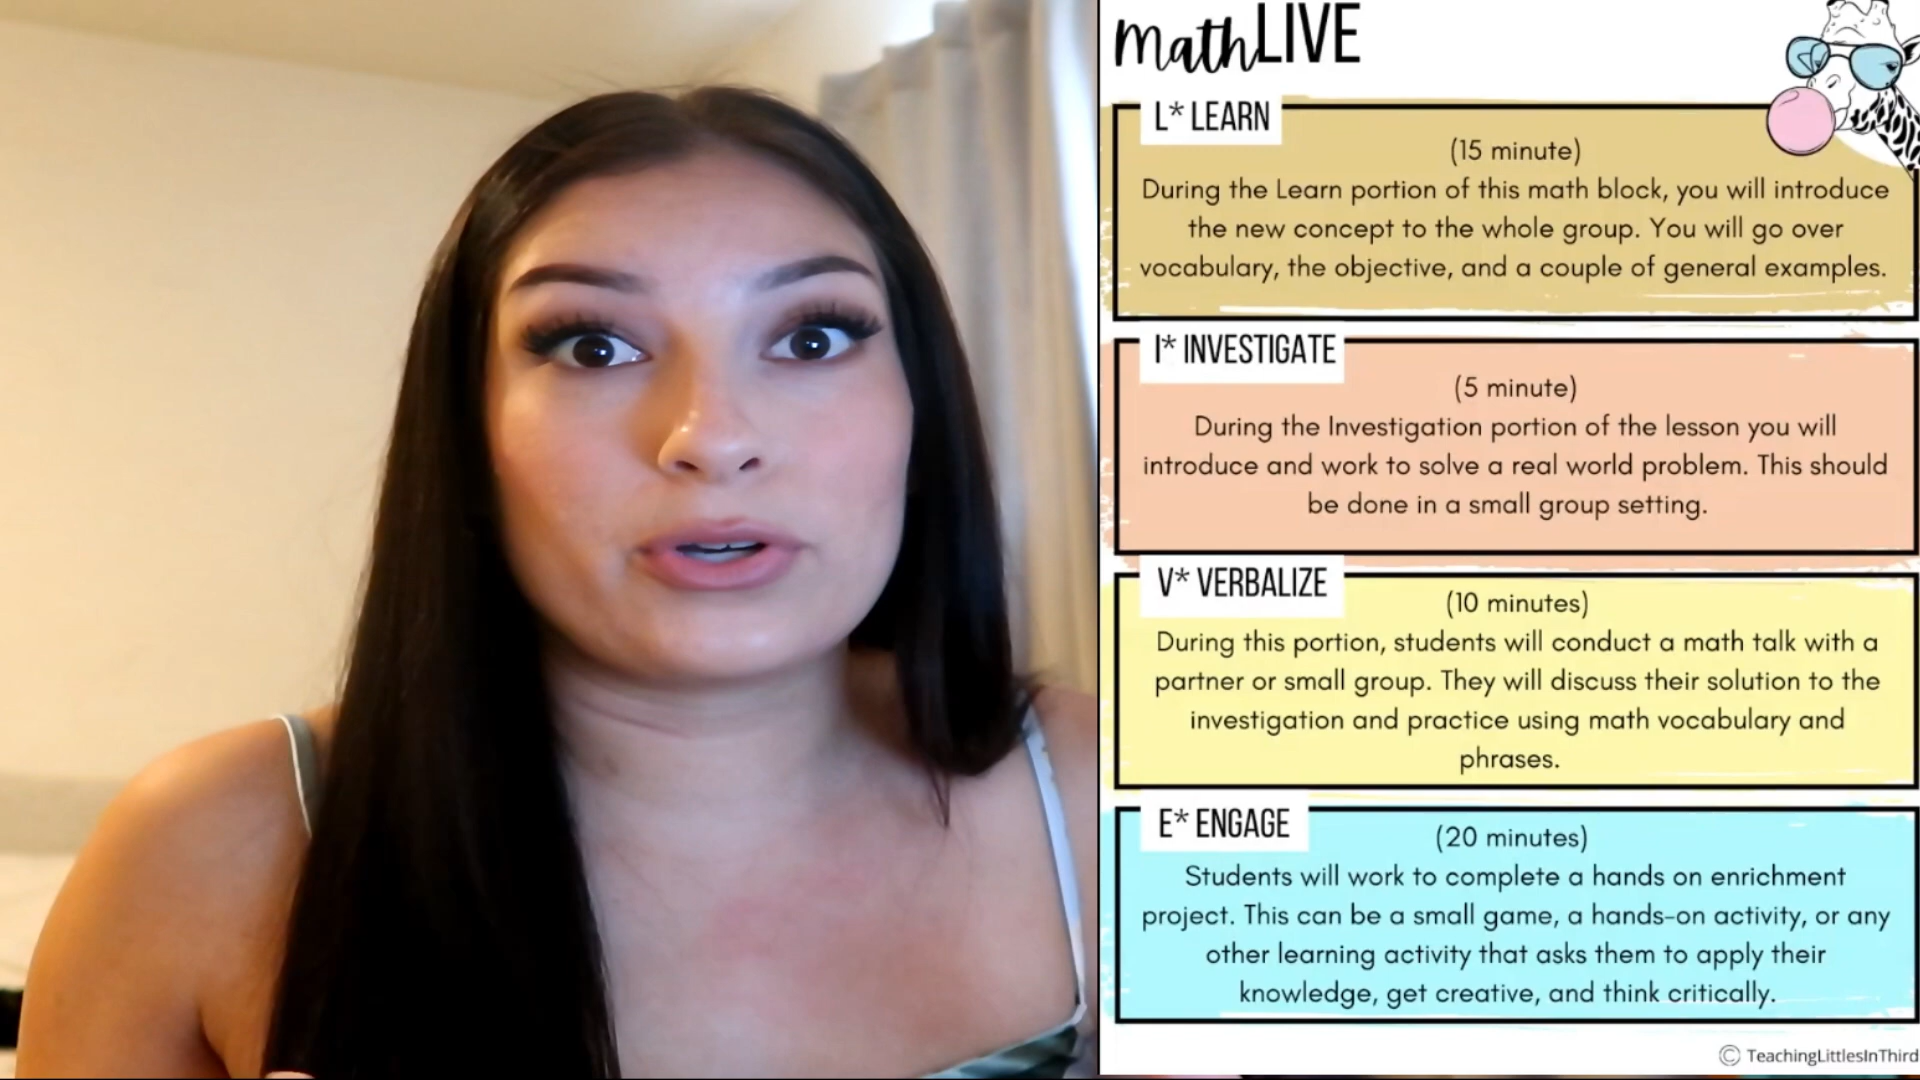 math LIVE
L* LEARN
(15 minute)
During the Learn portion of this math block, you will introduce
the new concept to the whole group. You will go over
vocabulary, the objective, and a couple of general examples.
I* INVESTIGATE
(5 minute)
During the Investigation portion of the lesson you will
introduce and work to solve a real world problem. This should
be done in a small group setting.
V* VERBALIZE
(10 minutes)
During this portion, students will conduct a math talk with a
partner or small group. They will discuss their solution to the
investigation and practice using math vocabulary and
phrases.
E* ENGAGE
(20 minutes)
Students will work to complete a hands on enrichment
project. This can be a small game, a hands-on activity, or any
other learning activity that asks them to apply their
knowledge, get creative, and think critically.
© TeachingLittlesInThird